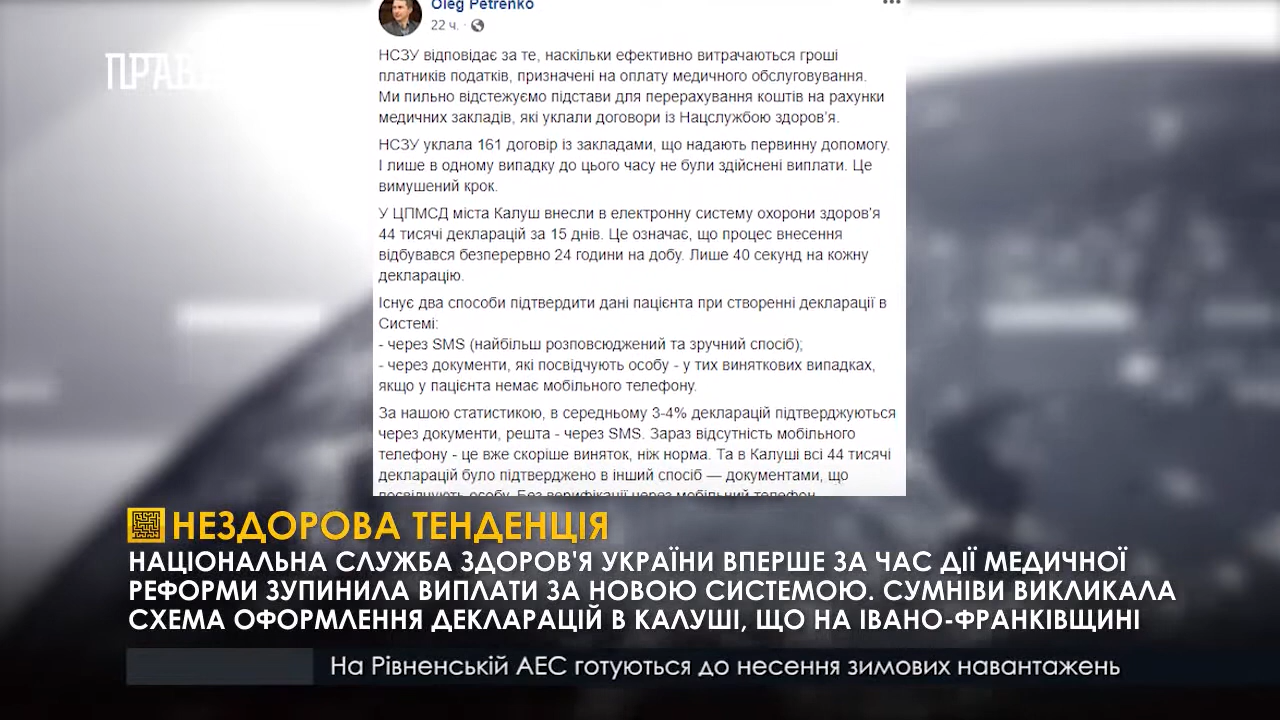 Oleg Petrenko
22 ч.
ПРАВ
НСЗУ відповідає за те, наскільки ефективно витрачаються гроші
платників податків, призначені на оплату медичного обслуговування.
Ми пильно відстежуємо підстави для перерахування коштів на рахунки
медичних закладів, які уклали договори із Нацслужбою здоров'я.
НСЗУ уклала 161 договір із закладами, що надають первинну допомогу.
І лише в одному випадку до цього часу не були здійснені виплати. Це
вимушений крок.
У ЦПМСД міста Калуш внесли в електронну систему охорони здоров'я
44 тисячі декларацій за 15 днів. Це означає, що процес внесення
відбувався безперервно 24 години на добу. Лише 40 секунд на кожну
декларацію.
Існує два способи підтвердити дані пацієнта при створенні декларації в
Системі:
- через SMS (найбільш розповсюджений та зручний спосіб);
- через документи, які посвідчують особу - у тих виняткових випадках,
якщо у пацієнта немає мобільного телефону.
За нашою статистикою, в середньому 3-4% декларацій підтверджуються
через документи, решта - через SMS. Зараз відсутність мобільного
телефону - це вже скоріше виняток, ніж норма. Та в Калуші всі 44 тисячі
декларацій було підтверджено в інший спосіб — документами, що
посвідчують особу. Без верифікації через мобільний телефон
НЕЗДОРОВА ТЕНДЕНЦІЯ
НАЦІОНАЛЬНА СЛУЖБА ЗДОРОВ'Я УКРАЇНИ ВПЕРШЕ ЗА ЧАС ДІЇ МЕДИЧНОЇ
РЕФОРМИ ЗУПИНИЛА ВИПЛАТИ ЗА НОВОЮ СИСТЕМОЮ. СУМНІВИ ВИКЛИКАЛА
СХЕМА ОФОРМЛЕННЯ ДЕКЛАРАЦІЙ В КАЛУШІ, ЩО НА ІВАНО-ФРАНКІВЩИНІ
На Рівненській АЕС готуються до несення зимових навантажень